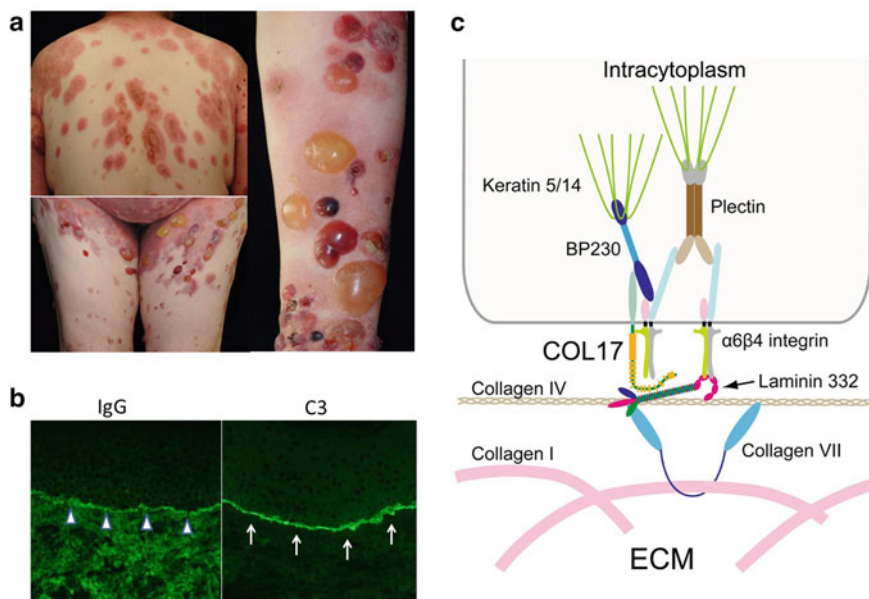 a
b
IgG
C3
c
Intracytoplasm
Keratin 5/14
Plectin
BP230
COL17
α6β4 integrin
Collagen IV
Laminin 332
Collagen I
Collagen VII
ECM